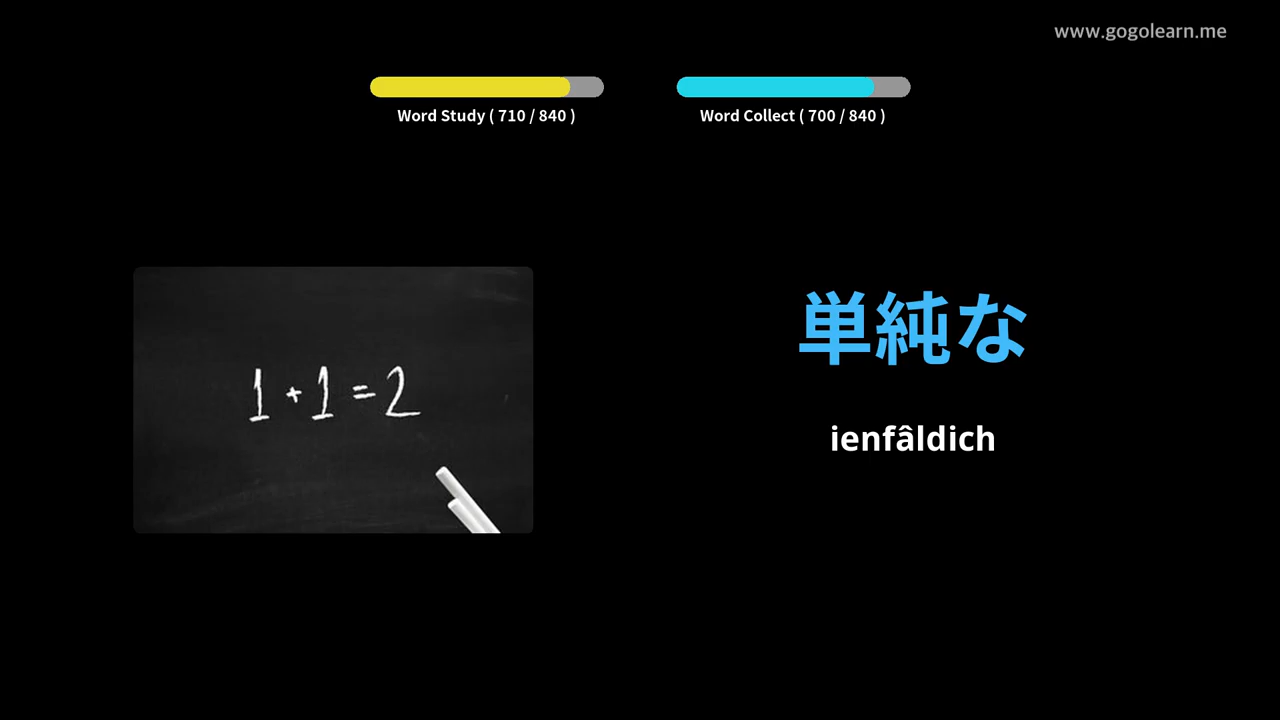 www.gogolearn.me
Word Study ( 710 / 840 )
Word Collect ( 700 / 840 )
1 + 1 = 2
単純な
ienfâldich